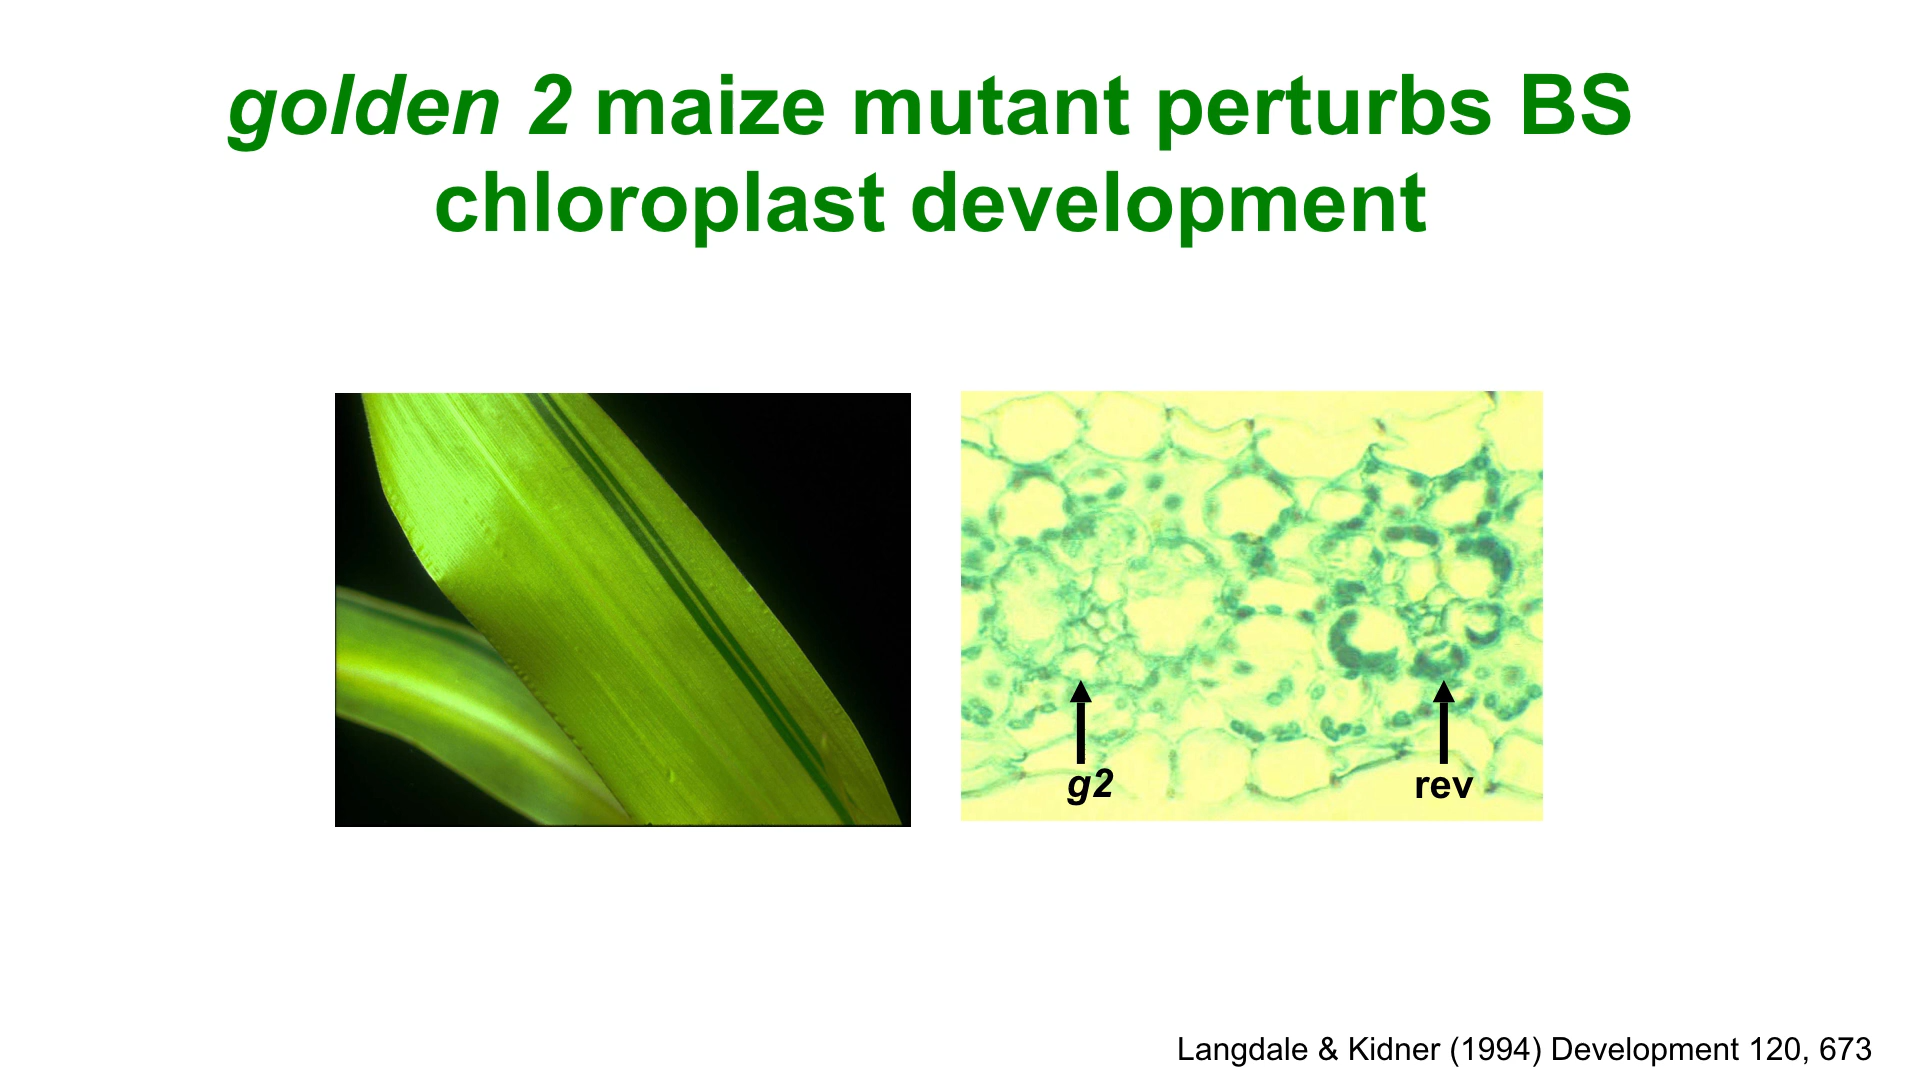 golden 2 maize mutant perturbs BS
chloroplast development
g2
rev
Langdale & Kidner (1994) Development 120, 673